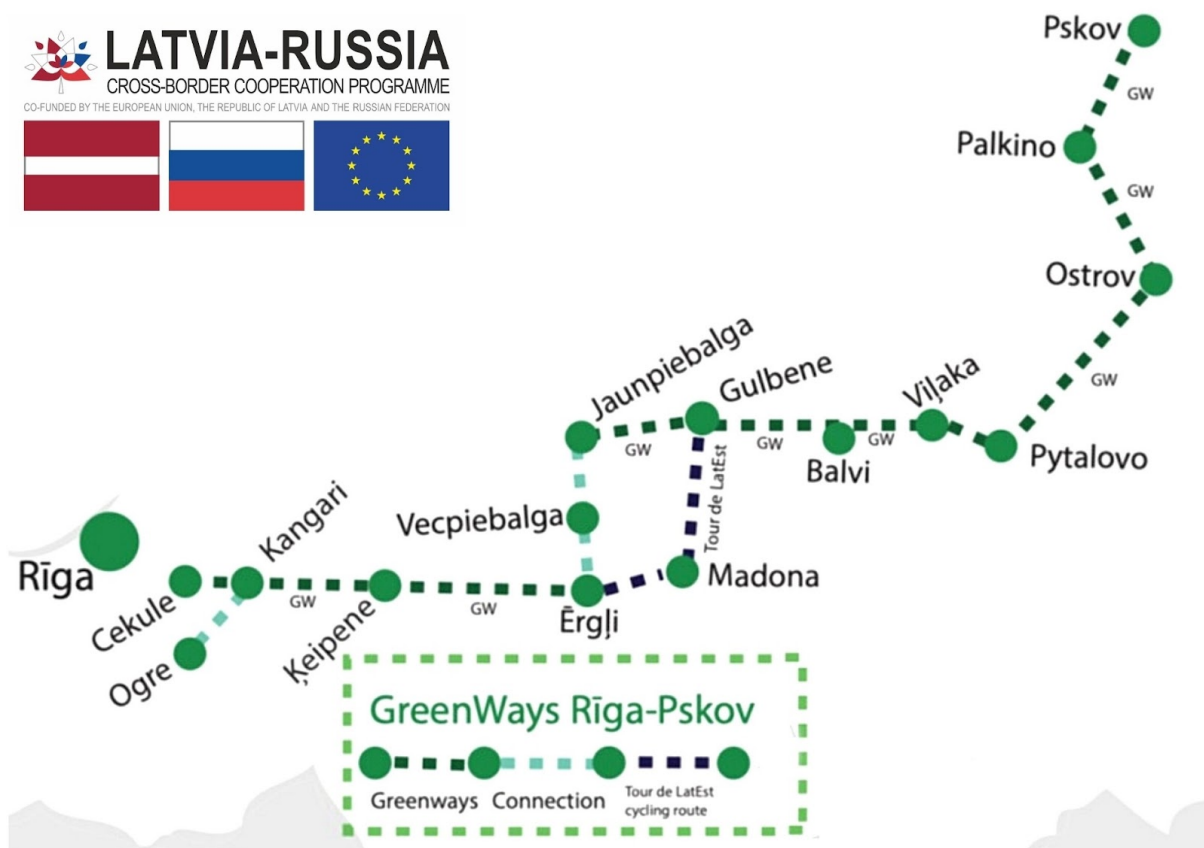 LATVIA-RUSSIA
CROSS-BORDER COOPERATION PROGRAMME
CO-FUNDED BY THE EUROPEAN UNION, THE REPUBLIC OF LATVIA AND THE RUSSIAN FEDERATION
Pskov
GW
Palkino
GW
Ostrov
GW
Jaunpiebalga
Gulbene
Viļaka
GW
GW
GW
Balvi
Pytalovo
Tour de LatEst
Vecpiebalga
Kangari
Rīga
Madona
Cekule
GW
GW
Ķeipene
Ērgļi
Ogre
GreenWays Rīga-Pskov
Greenways
Connection
Tour de LatEst
cycling route